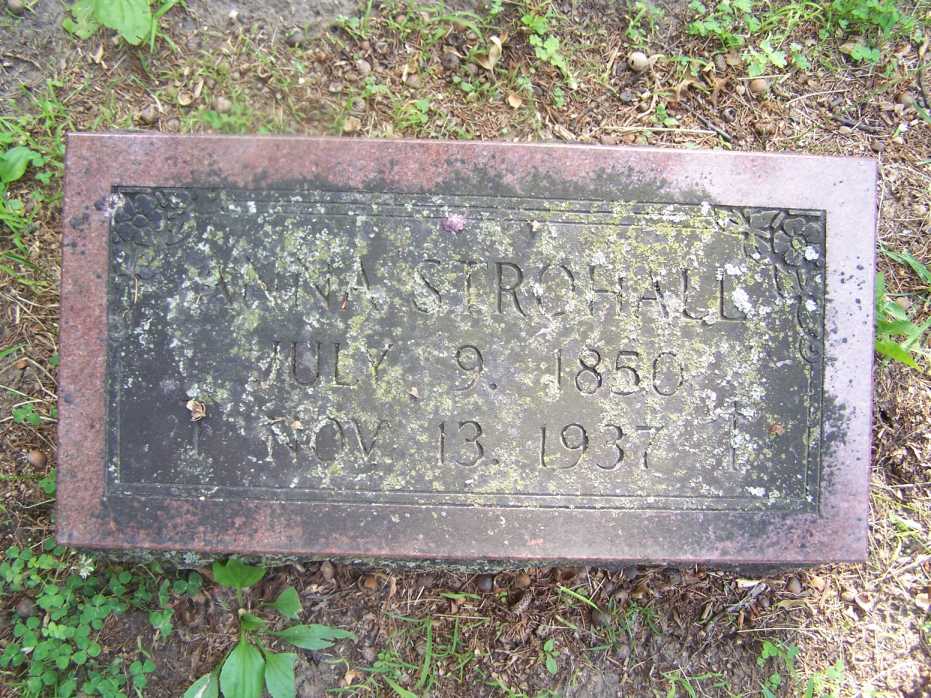 ANNA STROHALL
JULY 9. 1850
NOV. 13. 1937